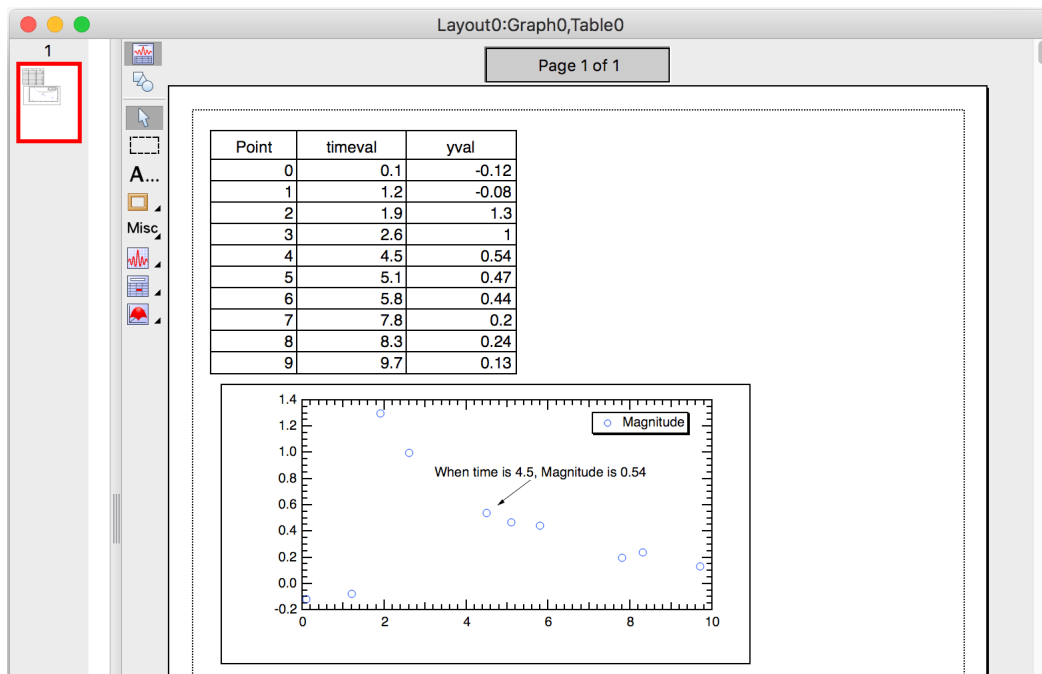 Layout0:Graph0,Table0
1
Page 1 of 1
A...
Misc
Point timeval yval
0 0.1 -0.12
1 1.2 -0.08
2 1.9 1.3
3 2.6 1
4 4.5 0.54
5 5.1 0.47
6 5.8 0.44
7 7.8 0.2
8 8.3 0.24
9 9.7 0.13
1.4
1.2
1.0
0.8
0.6
0.4
0.2
0.0
-0.2
Magnitude
When time is 4.5, Magnitude is 0.54
0 2 4 6 8 10